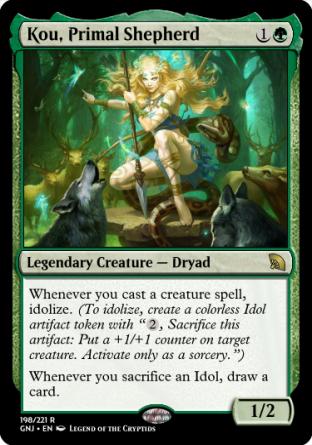 Kou, Primal Shepherd 1
Legendary Creature — Dryad
Whenever you cast a creature spell,
idolize. (To idolize, create a colorless Idol
artifact token with “2, Sacrifice this
artifact: Put a +1/+1 counter on target
creature. Activate only as a sorcery.”)
Whenever you sacrifice an Idol, draw a
card.
1/2
198/221 R
GNJ • EN LEGEND OF THE CRYPTIDS